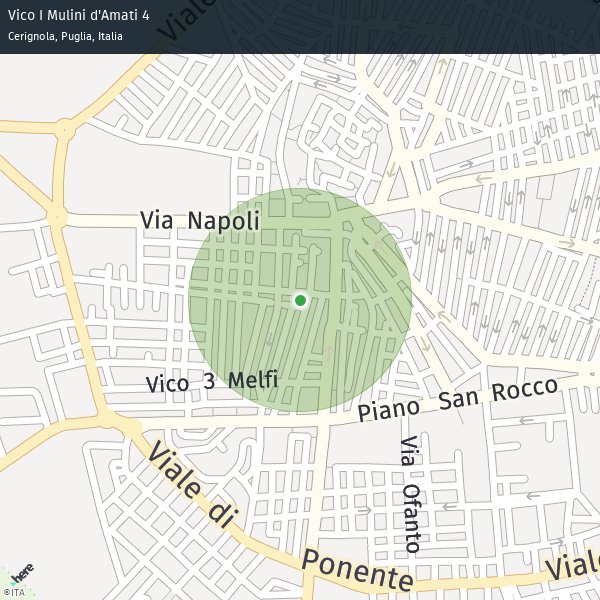 Vico I Mulini d'Amati 4
Cerignola, Puglia, Italia
Viale
Via Napoli
Vico 3 Melfi
Piano San Rocco
Via Ofanto
Viale di
Ponente
Viale
here
©ITA